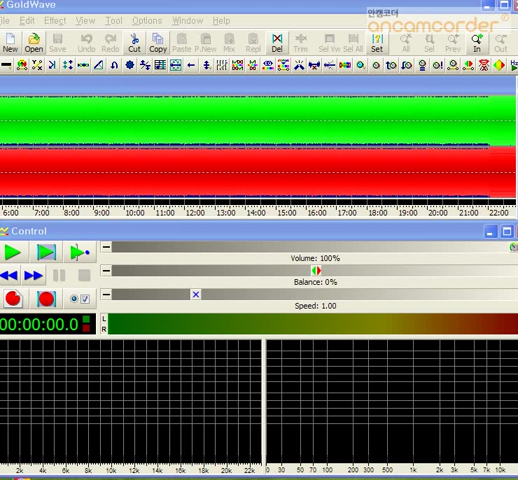 GoldWave
안캠코더
ancamcorder
le Edit Effect View Tool Options Window Help
New Open Save Undo Redo Cut Copy Paste P.New Mix Repl Del Trim Sel Vw Sel All Set All Sel Prev In Out
6:00 7:00 8:00 9:00 10:00 11:00 12:00 13:00 14:00 15:00 16:00 17:00 18:00 19:00 20:00 21:00 22:00
Control
Volume: 100%
Balance: 0%
Speed: 1.00
00:00:00.0
L
R
2k 4k 6k 8k 10k 12k 14k 16k 18k 20k 22k 0 30 50 70 100 200 300 500 1k 2k 3k 5k 7k 10k